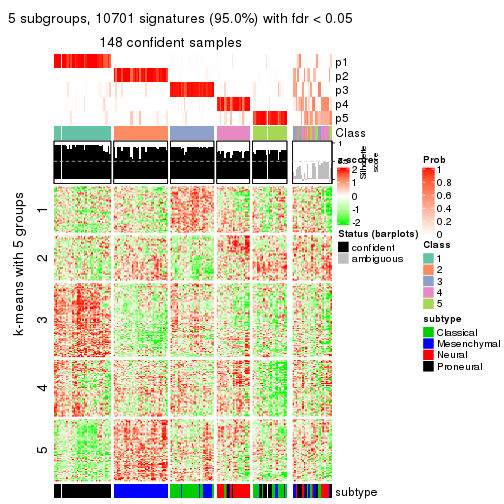 5 subgroups, 10701 signatures (95.0%) with fdr < 0.05
148 confident samples
p1
p2
p3
p4
p5
Class
1
0.5
Silhouette
score
z-score
2
1
0
-1
-2
Prob
1
0.8
0.6
0.4
0.2
0
Status (barplots)
confident
ambiguous
Class
1
2
3
4
5
subtype
Classical
Mesenchymal
Neural
Proneural
k-means with 5 groups
1
2
3
4
5
subtype